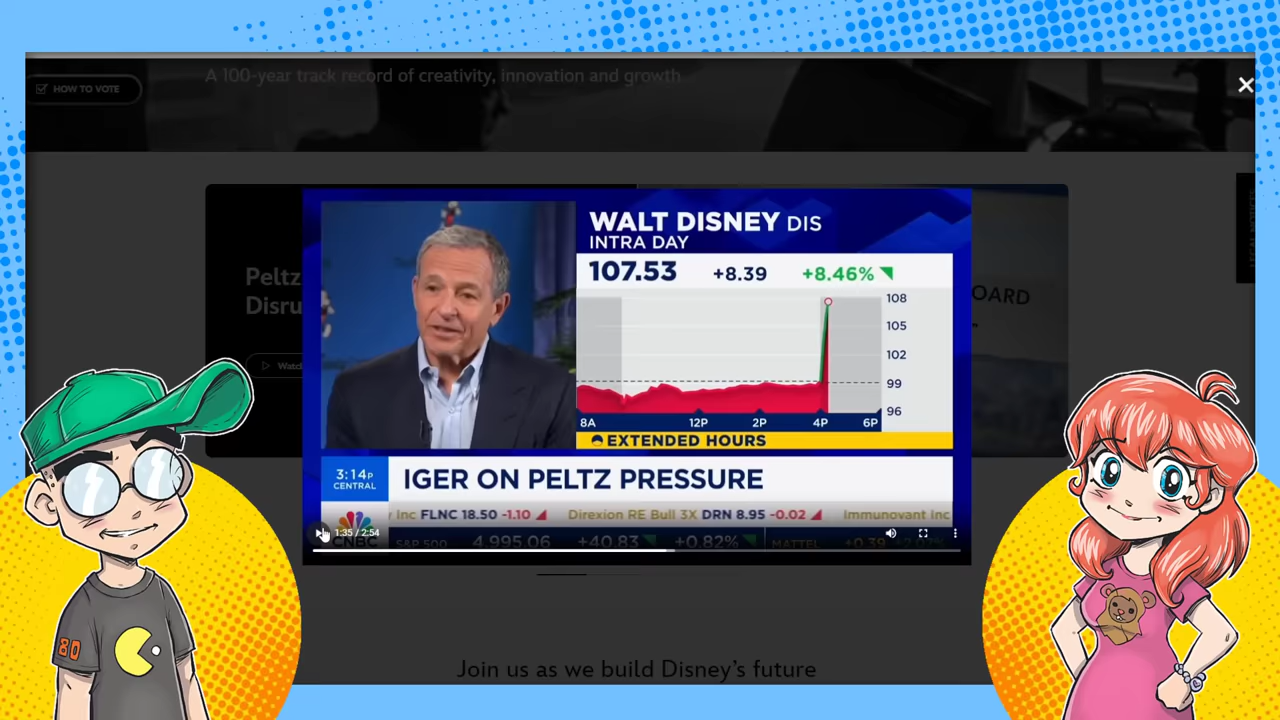 A 100-year track record of creativity, innovation and growth
HOW TO VOTE
Peltz
Disru
Watc
OARD
WALT DISNEY DIS
INTRA DAY
107.53 +8.39 +8.46%
108
105
102
99
96
8A 12P 2P 4P 6P
EXTENDED HOURS
3:14P
CENTRAL
IGER ON PELTZ PRESSURE
Inc FLNC 18.50 -1.10 Direxion RE Bull 3X DRN 8.95 -0.02 Immunovant Inc
1:35 / 2:54
CNBC
S&P 500 4,995.06 +40.83 +0.82% MATTEL +0.39
Join us as we build Disney's future
80